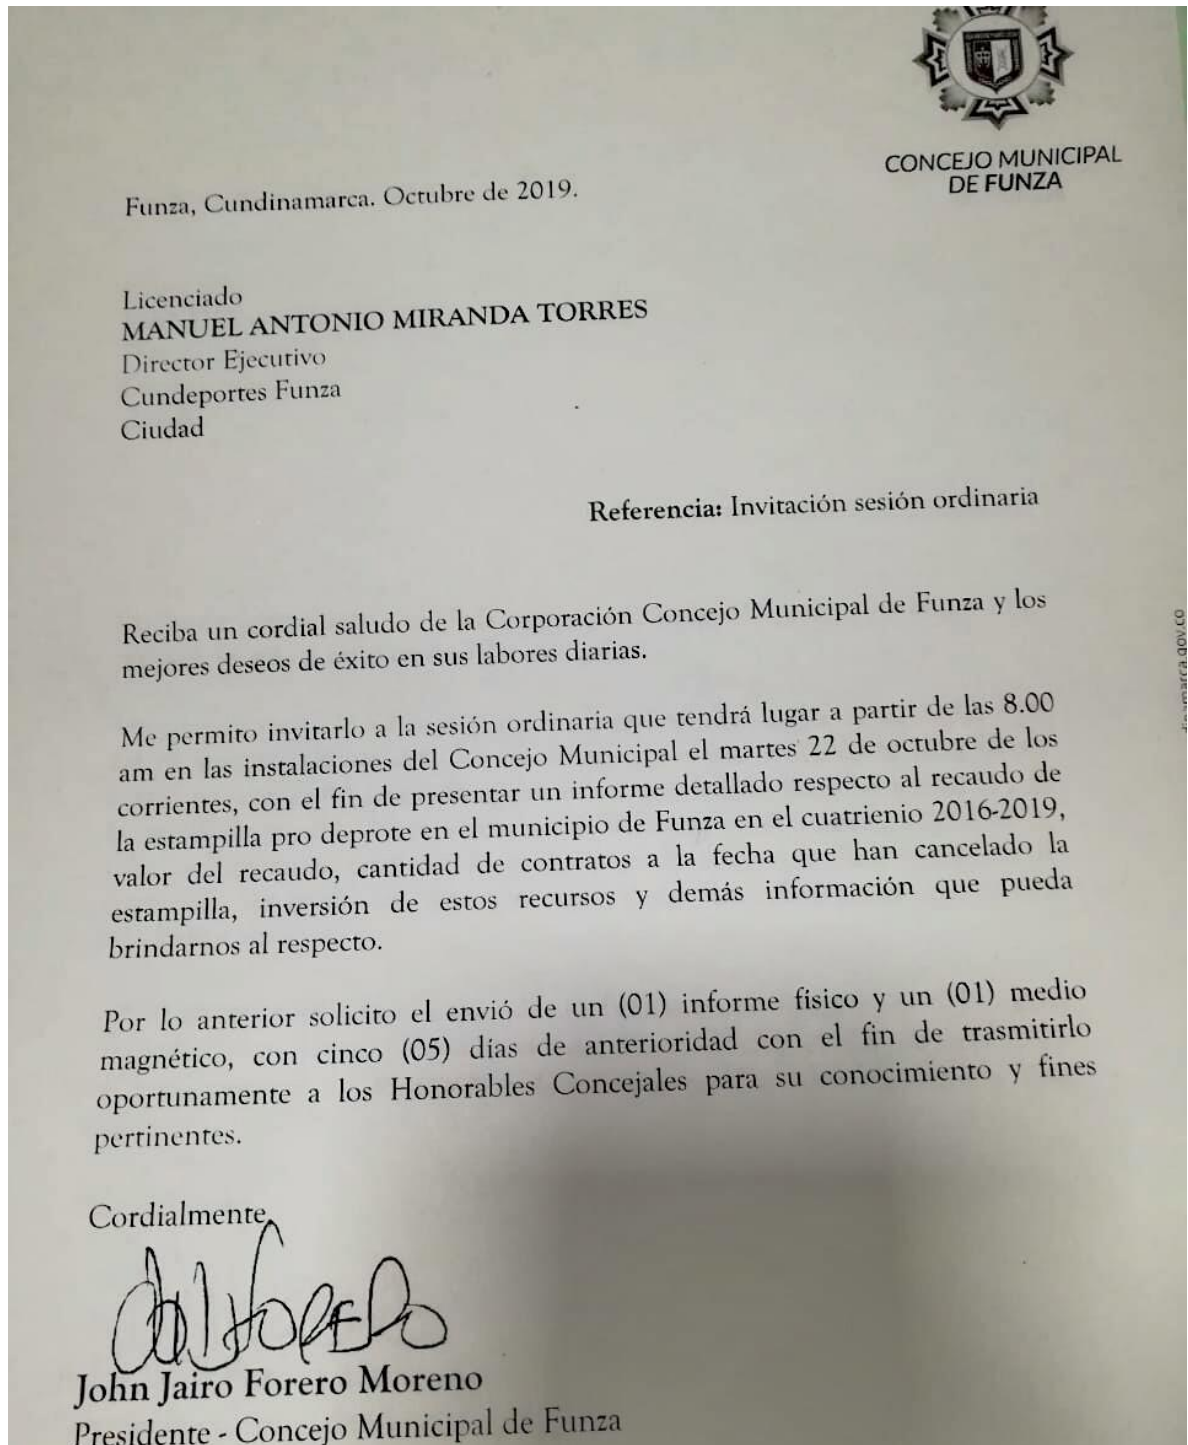 CONCEJO MUNICIPAL
DE FUNZA
Funza, Cundinamarca. Octubre de 2019.
Licenciado
MANUEL ANTONIO MIRANDA TORRES
Director Ejecutivo
Cundeportes Funza
Ciudad
Referencia: Invitación sesión ordinaria
Reciba un cordial saludo de la Corporación Concejo Municipal de Funza y los
mejores deseos de éxito en sus labores diarias.
Me permito invitarlo a la sesión ordinaria que tendrá lugar a partir de las 8.00
am en las instalaciones del Concejo Municipal el martes 22 de octubre de los
corrientes, con el fin de presentar un informe detallado respecto al recaudo de
la estampilla pro deprote en el municipio de Funza en el cuatrienio 2016-2019,
valor del recaudo, cantidad de contratos a la fecha que han cancelado la
estampilla, inversión de estos recursos y demás información que pueda
brindarnos al respecto.
Por lo anterior solicito el envió de un (01) informe físico y un (01) medio
magnético, con cinco (05) días de anterioridad con el fin de trasmitirlo
oportunamente a los Honorables Concejales para su conocimiento y fines
pertinentes.
Cordialmente,
John Jairo Forero Moreno
Presidente - Concejo Municipal de Funza